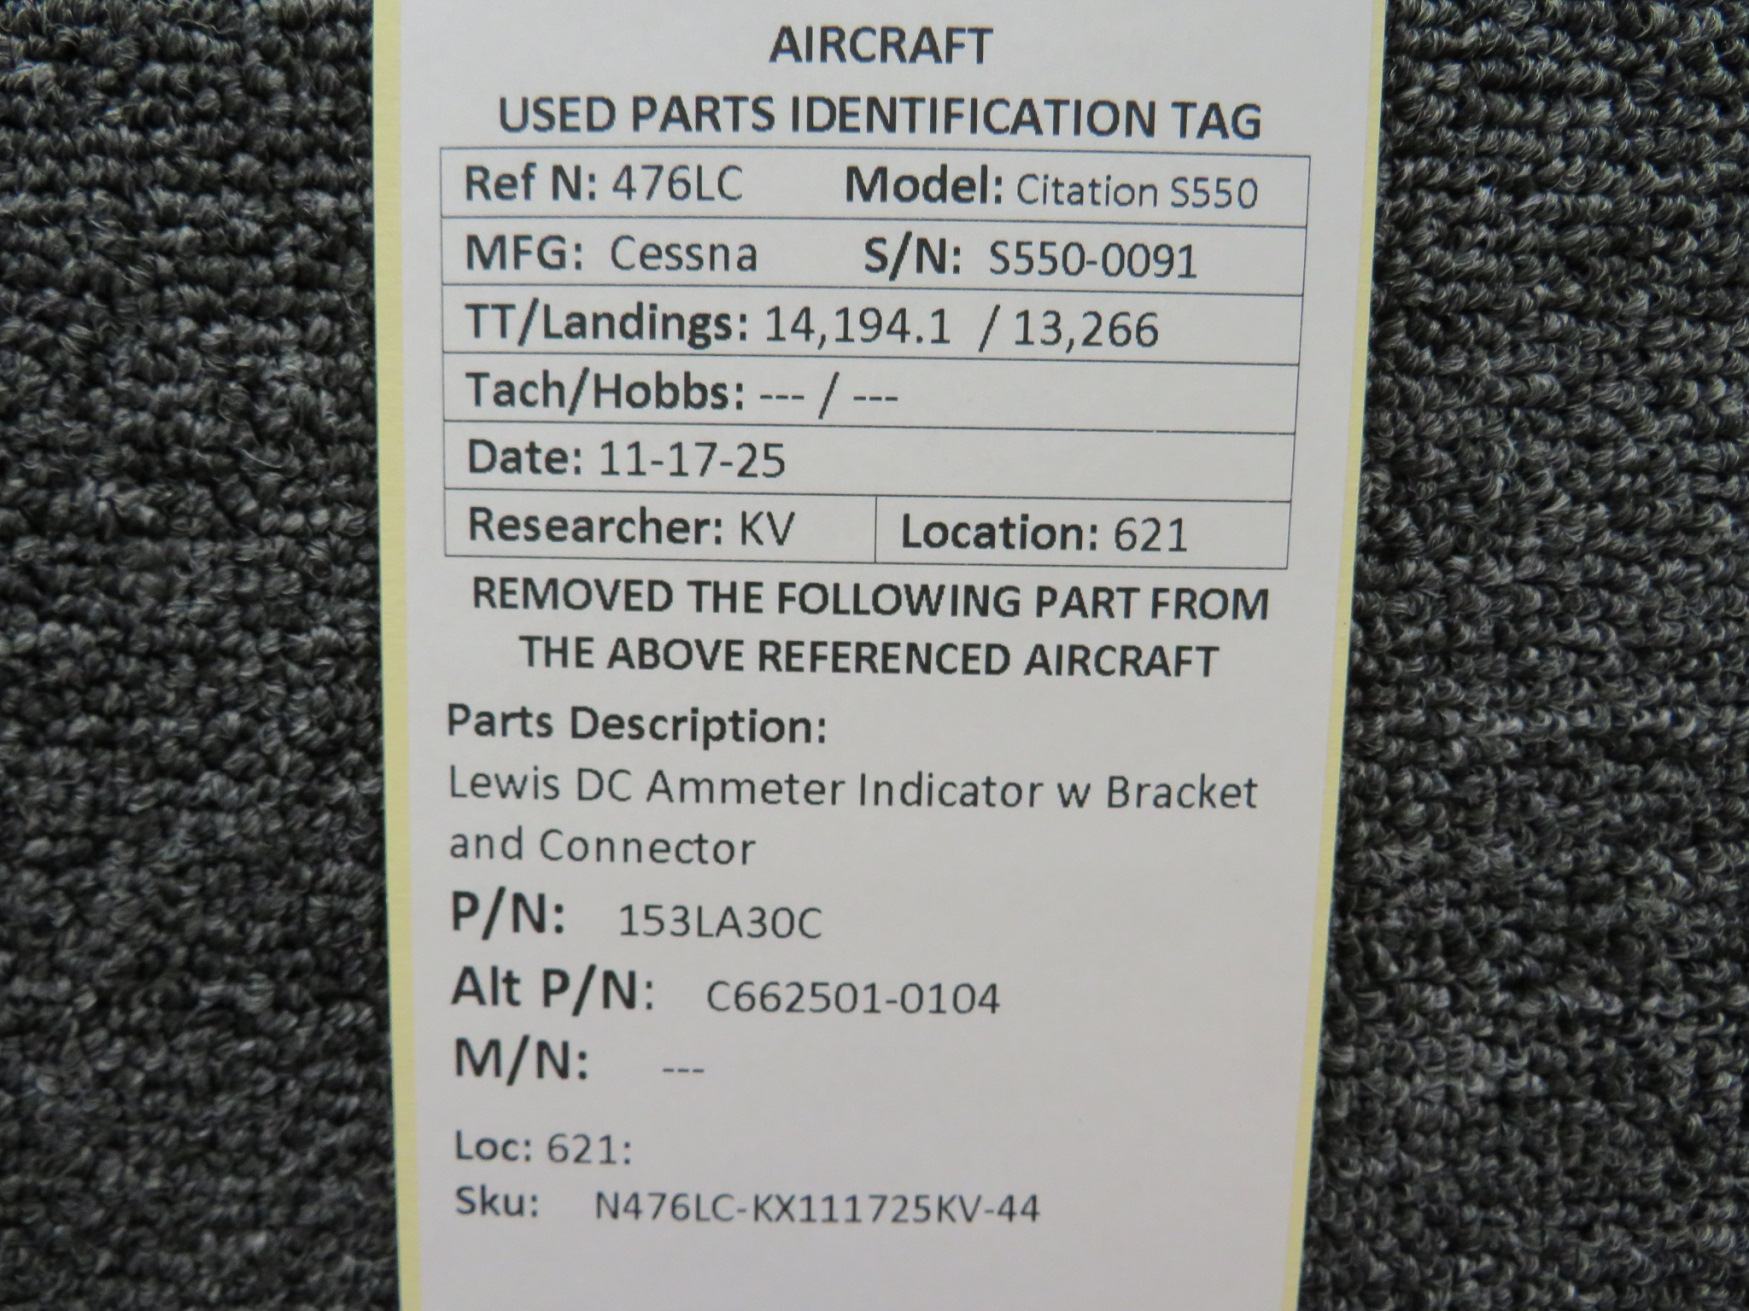 AIRCRAFT
USED PARTS IDENTIFICATION TAG
Ref N: 476LC Model: Citation S550
MFG: Cessna S/N: S550-0091
TT/Landings: 14,194.1 / 13,266
Tach/Hobbs: --- / ---
Date: 11-17-25
Researcher: KV Location: 621
REMOVED THE FOLLOWING PART FROM
THE ABOVE REFERENCED AIRCRAFT
Parts Description:
Lewis DC Ammeter Indicator w Bracket
and Connector
P/N: 153LA30C
Alt P/N: C662501-0104
M/N: ---
Loc: 621:
Sku: N476LC-KX111725KV-44